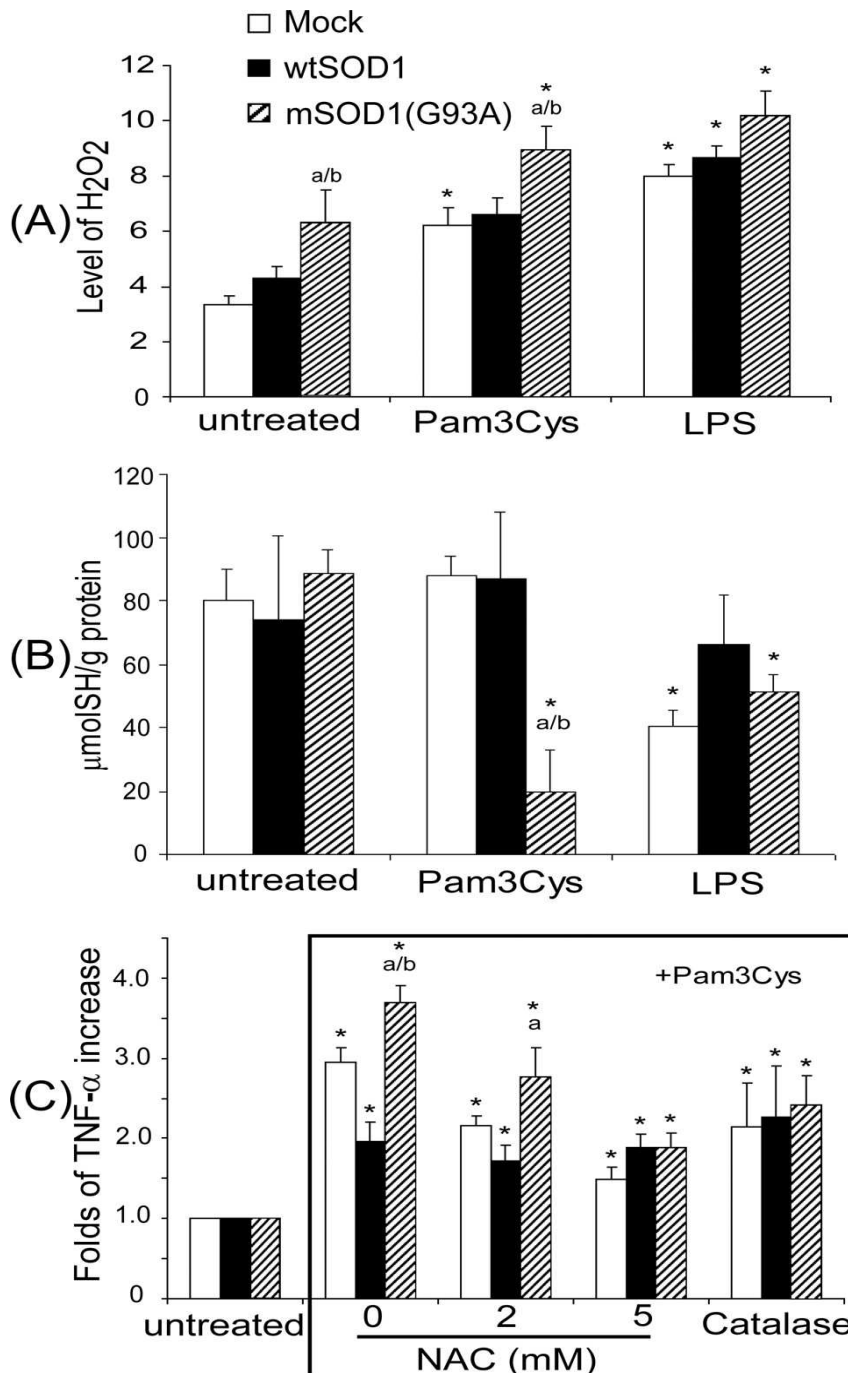 Mock
wtSOD1
mSOD1(G93A)
(A)
Level of H2O2
12
10
8
6
4
2
0
a/b
*
*
a/b
*
*
*
untreated Pam3Cys LPS
(B)
µmolSH/g protein
120
100
80
60
40
20
0
*
a/b
*
*
untreated Pam3Cys LPS
(C)
Folds of TNF-α increase
4.0
3.0
2.0
1.0
0
+Pam3Cys
*
*
*
a/b
*
*
*
a
*
*
*
*
*
*
untreated 0 2 5 Catalase
NAC (mM)